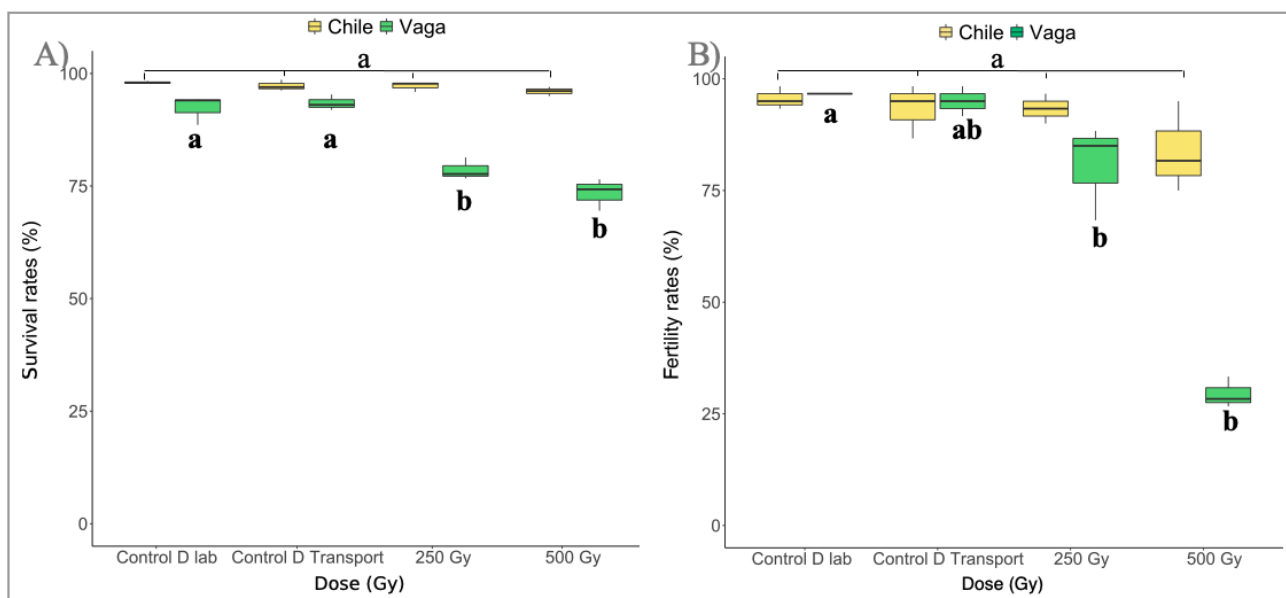 Chile Vaga
A)
a
100
75
50
25
0
a
a
b
b
Survival rates (%)
Control D lab Control D Transport 250 Gy 500 Gy
Dose (Gy)
Chile Vaga
B)
a
100
75
50
25
0
a
ab
b
b
Fertility rates (%)
Control D lab Control D Transport 250 Gy 500 Gy
Dose (Gy)